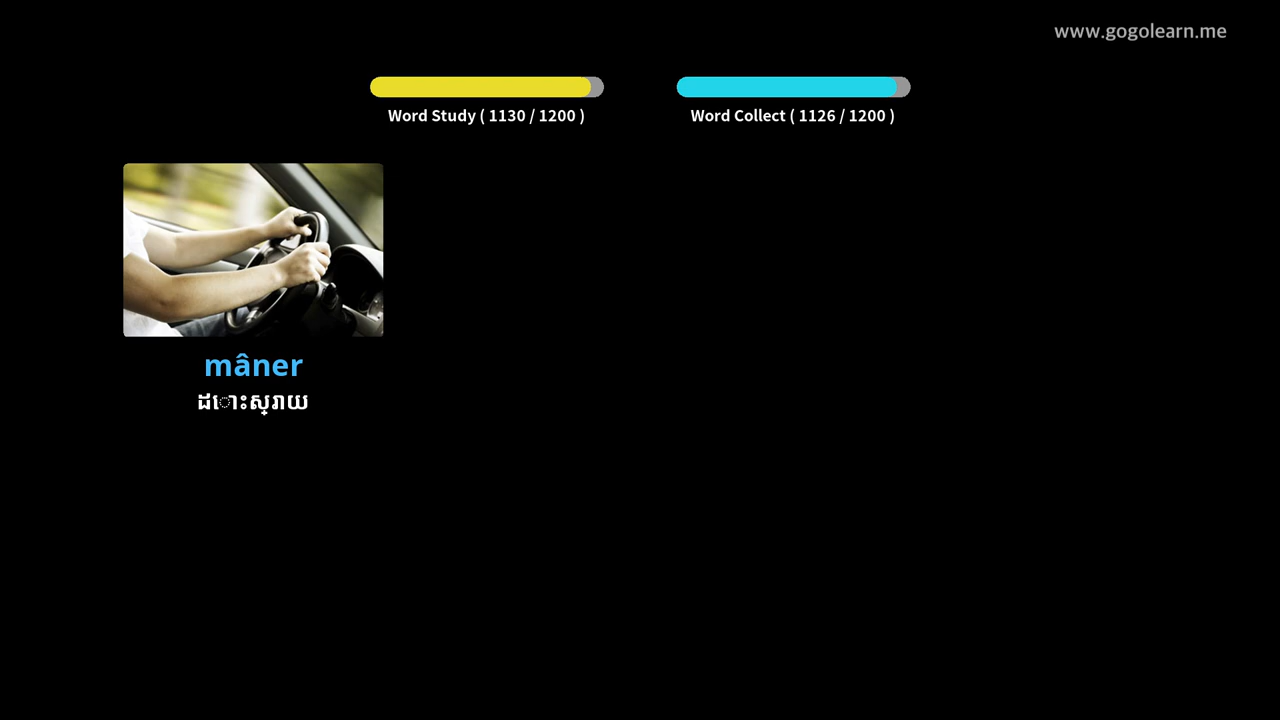 www.gogolearn.me
Word Study ( 1130 / 1200 )
Word Collect ( 1126 / 1200 )
mâner
ដោះស្រាយ